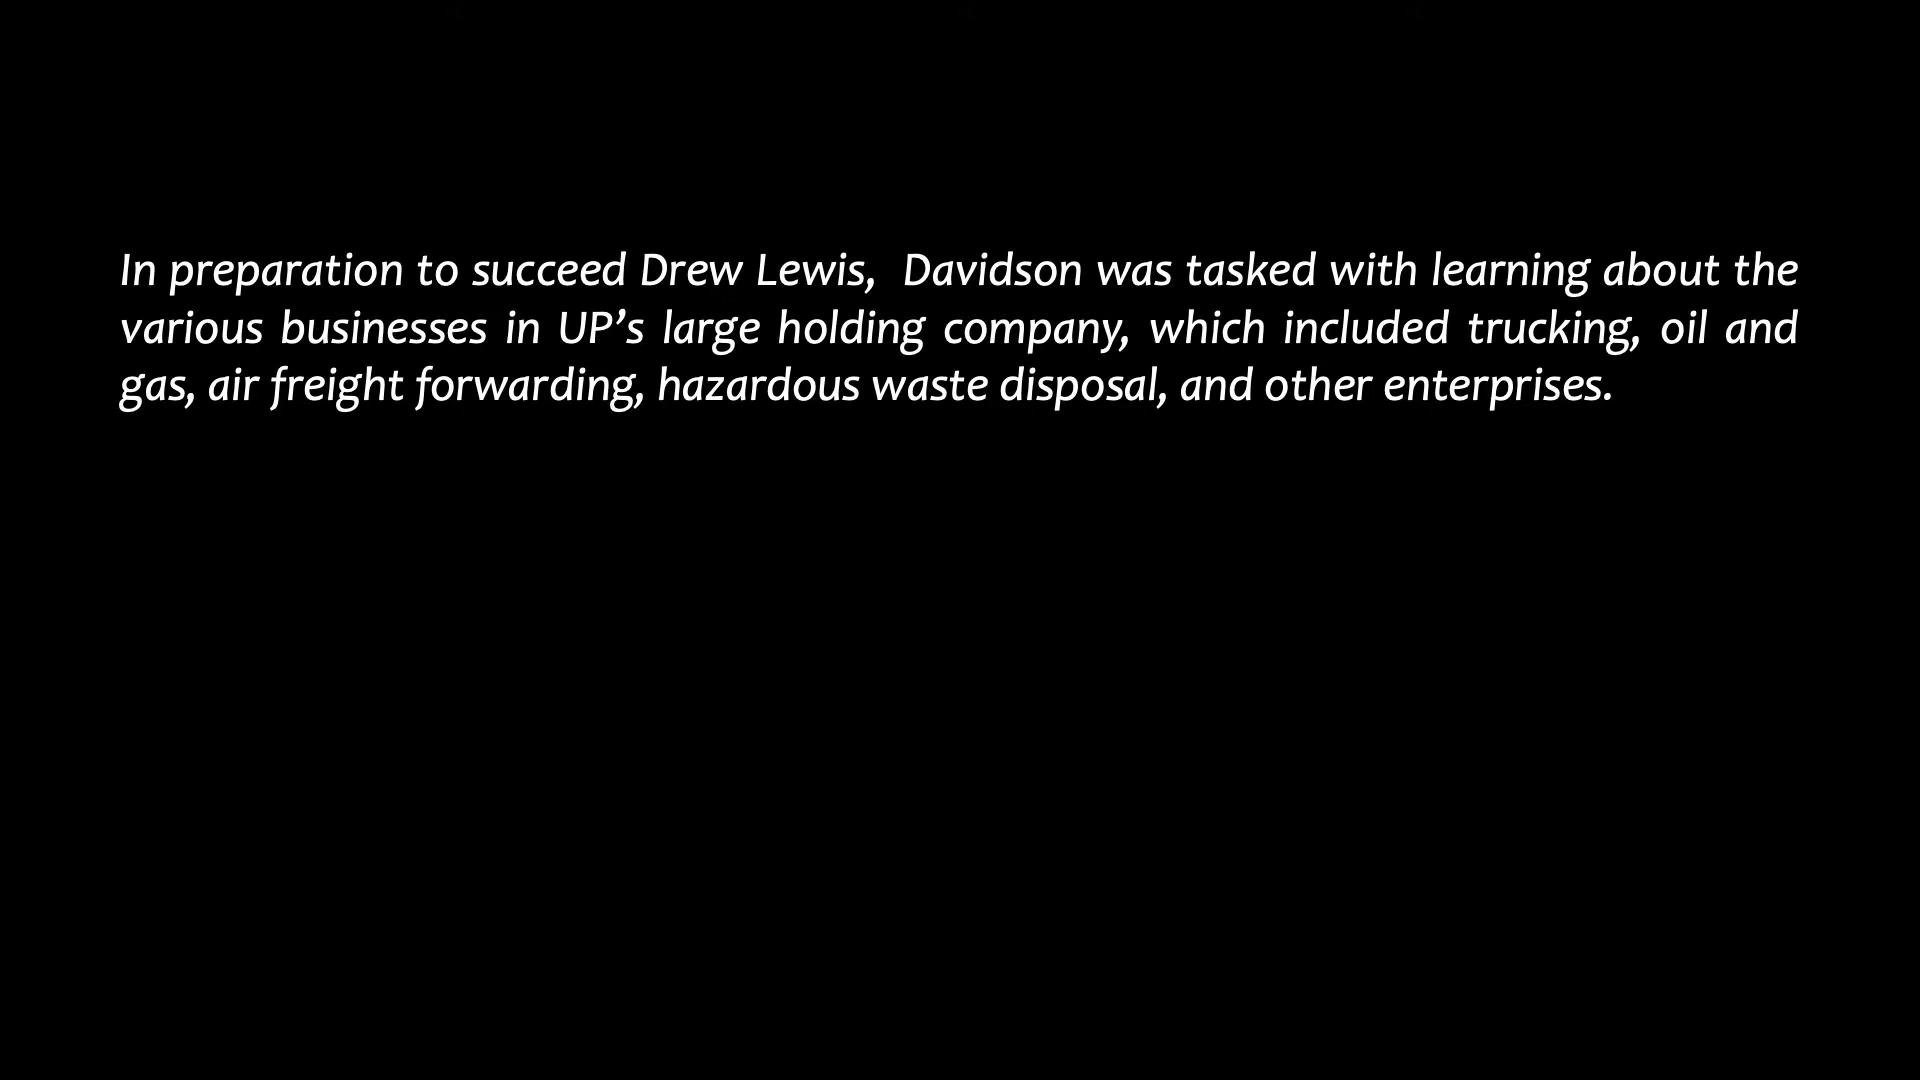 In preparation to succeed Drew Lewis,  Davidson was tasked with learning about the
various businesses in UP’s large holding company, which included trucking, oil and
gas, air freight forwarding, hazardous waste disposal, and other enterprises.